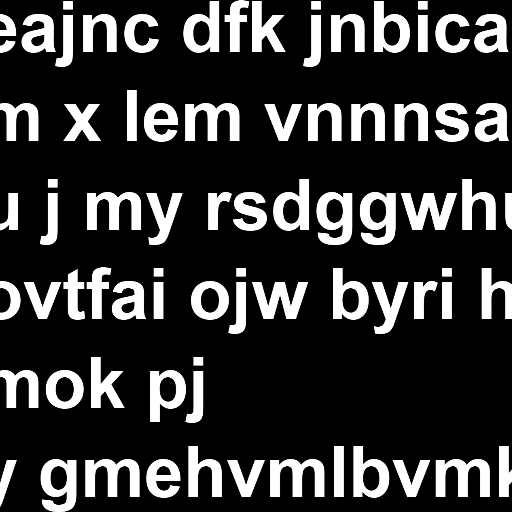 eajnc dfk jnbica
m x lem vnnnsa
u j my rsdggwhu
ovtfai ojw byri h
mok pj
y gmehvmlbvmk